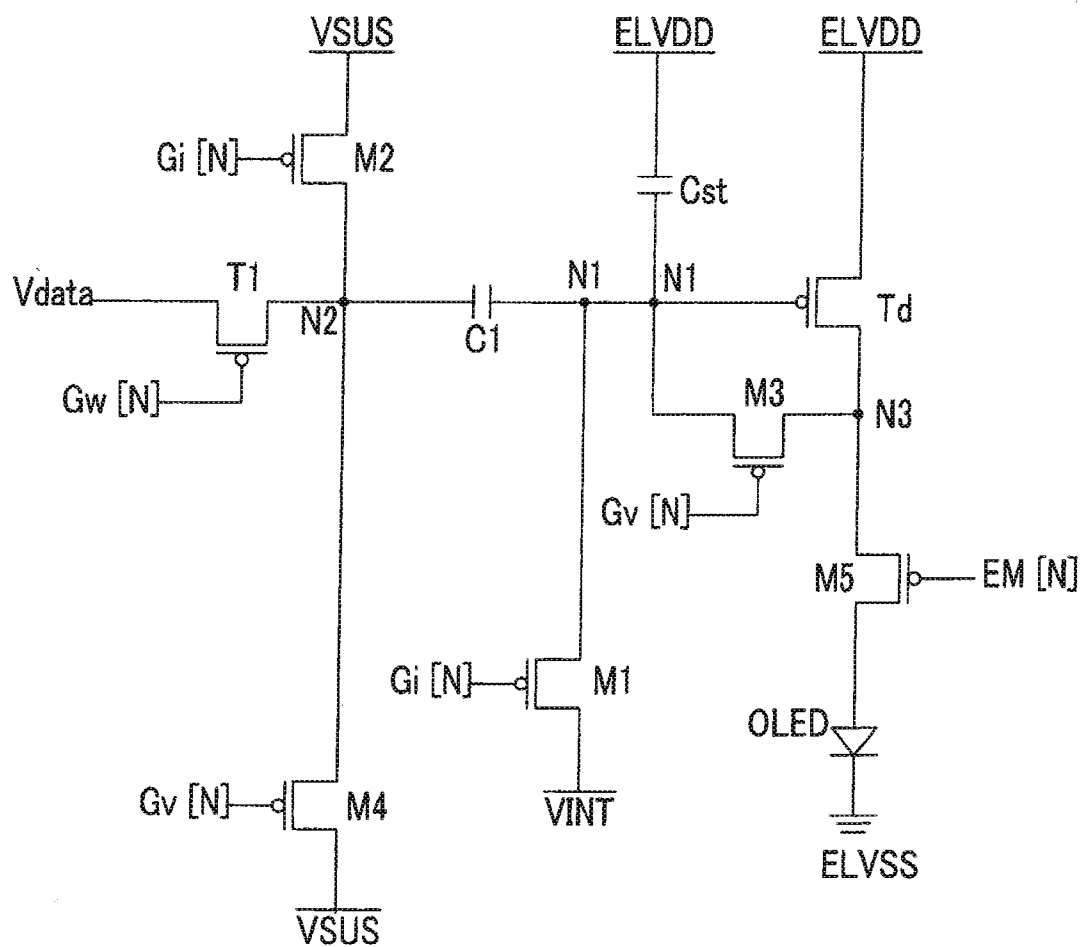 VSUS
ELVDD
ELVDD
Gi [N]
M2
Cst
Vdata
T1
N2
C1
N1
N1
Td
Gw [N]
M3
N3
Gv [N]
M5
EM [N]
Gi [N]
M1
OLED
Gv [N]
M4
VINT
ELVSS
VSUS